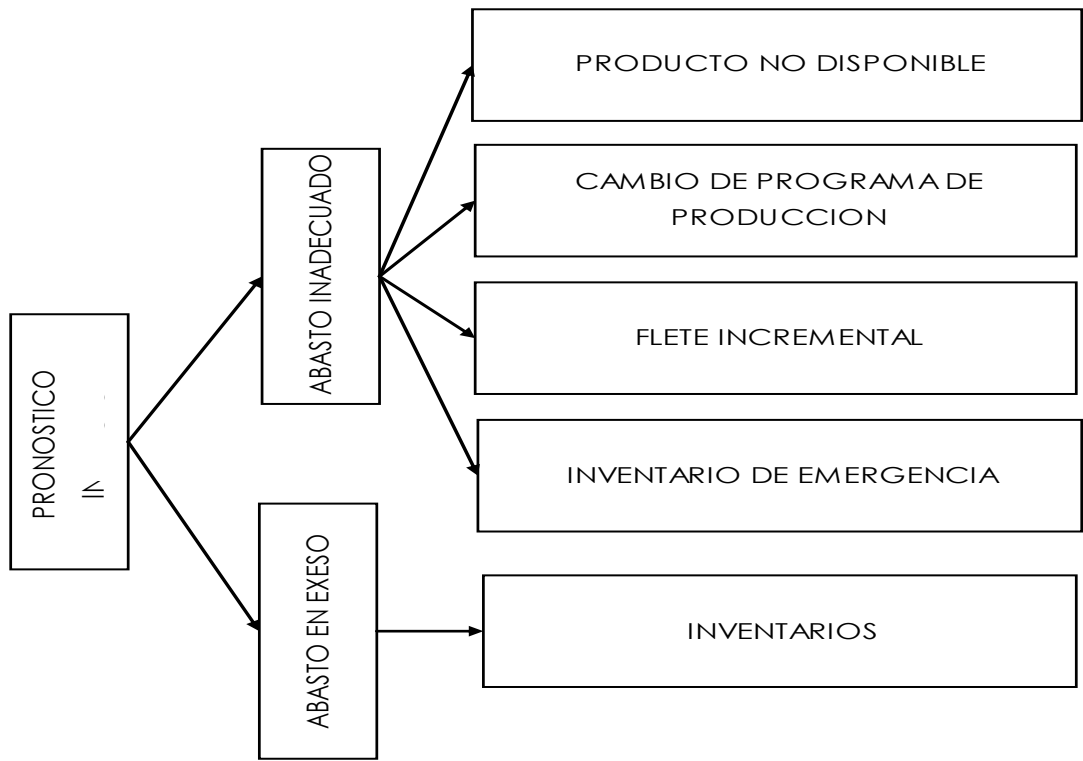 PRONOSTICO
ABASTO INADECUADO
ABASTO EN EXESO
PRODUCTO NO DISPONIBLE
CAMBIO DE PROGRAMA DE
PRODUCCION
FLETE INCREMENTAL
INVENTARIO DE EMERGENCIA
INVENTARIOS